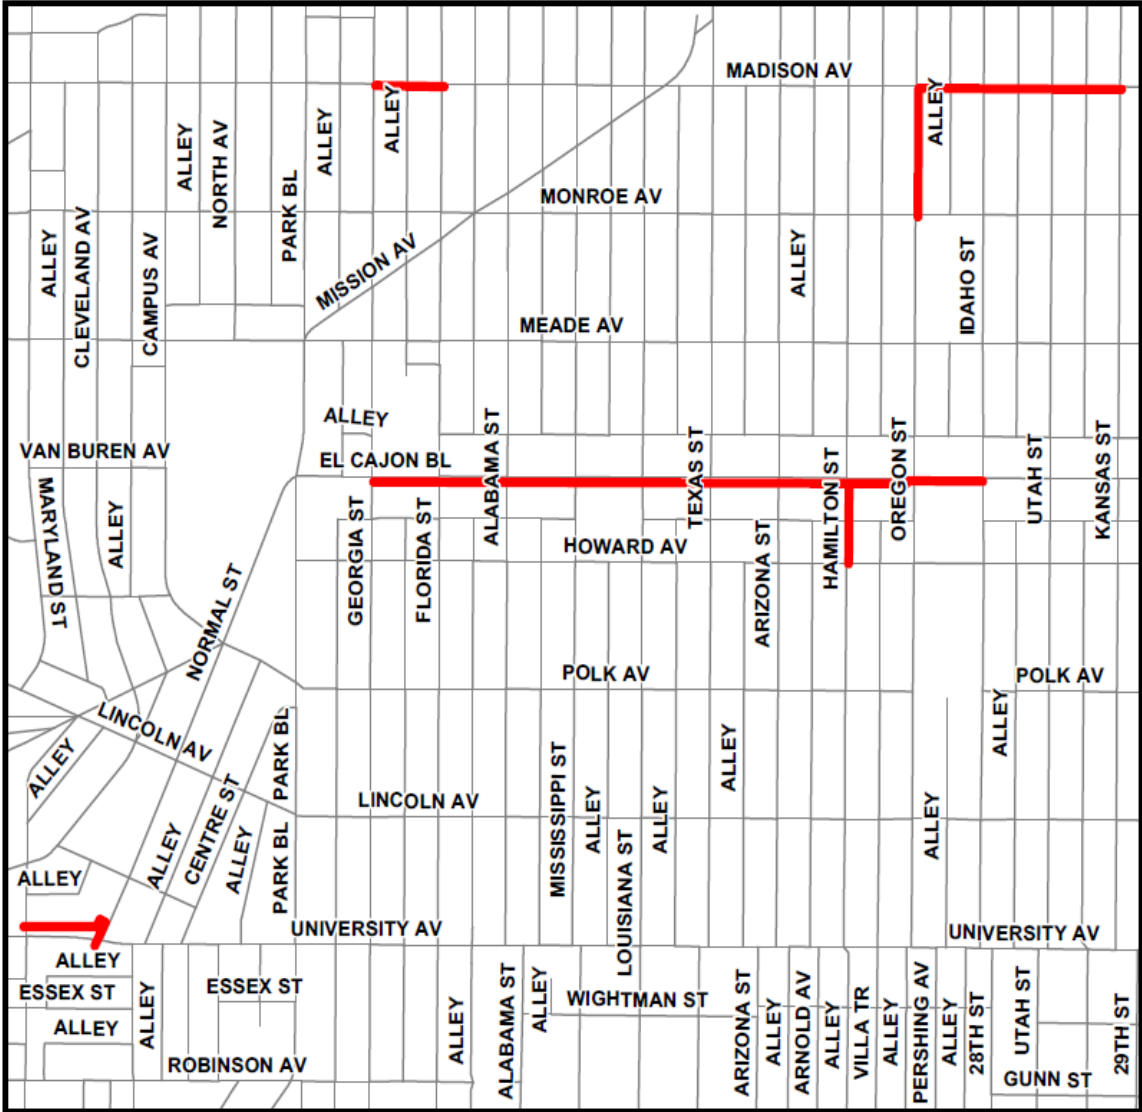 MADISON AV
ALLEY
ALLEY
ALLEY
ALLEY
NORTH AV
PARK BL
MONROE AV
ALLEY
CLEVELAND AV
CAMPUS AV
MISSION AV
ALLEY
IDAHO ST
MEADE AV
ALLEY
VAN BUREN AV
EL CAJON BL
ALABAMA ST
TEXAS ST
HAMILTON ST
OREGON ST
UTAH ST
KANSAS ST
MARYLAND ST
ALLEY
GEORGIA ST
FLORIDA ST
HOWARD AV
ARIZONA ST
NORMAL ST
POLK AV
POLK AV
LINCOLN AV
ALLEY
PARK BL
ALLEY
ALLEY
LINCOLN AV
MISSISSIPPI ST
ALLEY
ALLEY
ALLEY
ALLEY
CENTRE ST
ALLEY
PARK BL
LOUISIANA ST
ALLEY
UNIVERSITY AV
UNIVERSITY AV
ALLEY
ESSEX ST
ESSEX ST
ALLEY
ALLEY
ALLEY
ALABAMA ST
ALLEY
WIGHTMAN ST
ARIZONA ST
ALLEY
ARNOLD AV
ALLEY
VILLA TR
ALLEY
PERSHING AV
ALLEY
28TH ST
UTAH ST
29TH ST
ROBINSON AV
GUNN ST